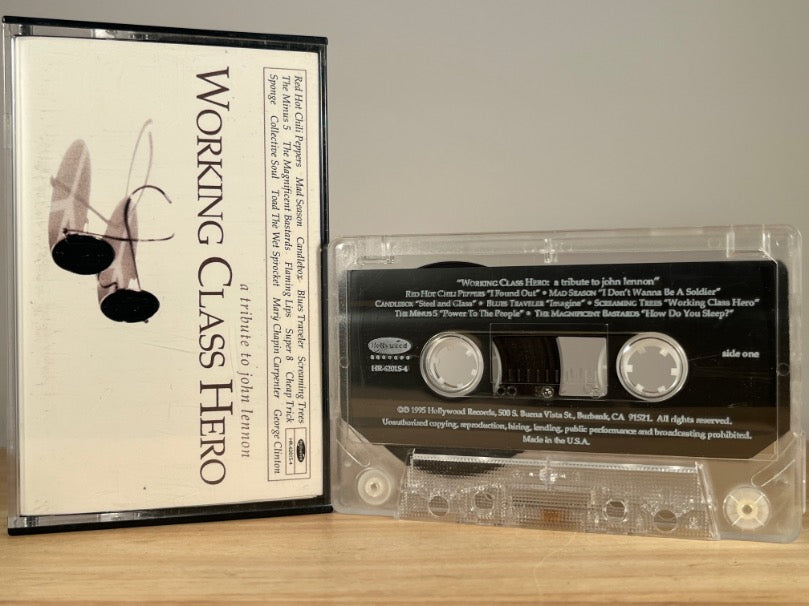 Red Hot Chili Peppers Mad Season Candlebox Blues Traveler Screaming Trees
The Minus 5 The Magnificent Bastards Flaming Lips Super 8 Cheap Trick
Sponge Collective Soul Toad The Wet Sprocket Mary Chapin Carpenter George Clinton
HR-62015-4
WORKING CLASS HERO
a tribute to john lennon
"WORKING CLASS HERO: a tribute to john lennon"
RED HOT CHILI PEPPERS "I Found Out" • MAD SEASON "I Don't Wanna Be A Soldier"
CANDLEBOX "Steel and Glass" • BLUES TRAVELER "Imagine" • SCREAMING TREES "Working Class Hero"
THE MINUS 5 "Power To The People" • THE MAGNIFICENT BASTARDS "How Do You Sleep?"
Hollywood
HR-62015-4
side one
©℗ 1995 Hollywood Records, 500 S. Buena Vista St., Burbank, CA 91521. All rights reserved.
Unauthorized copying, reproduction, hiring, lending, public performance and broadcasting prohibited.
Made in the U.S.A.